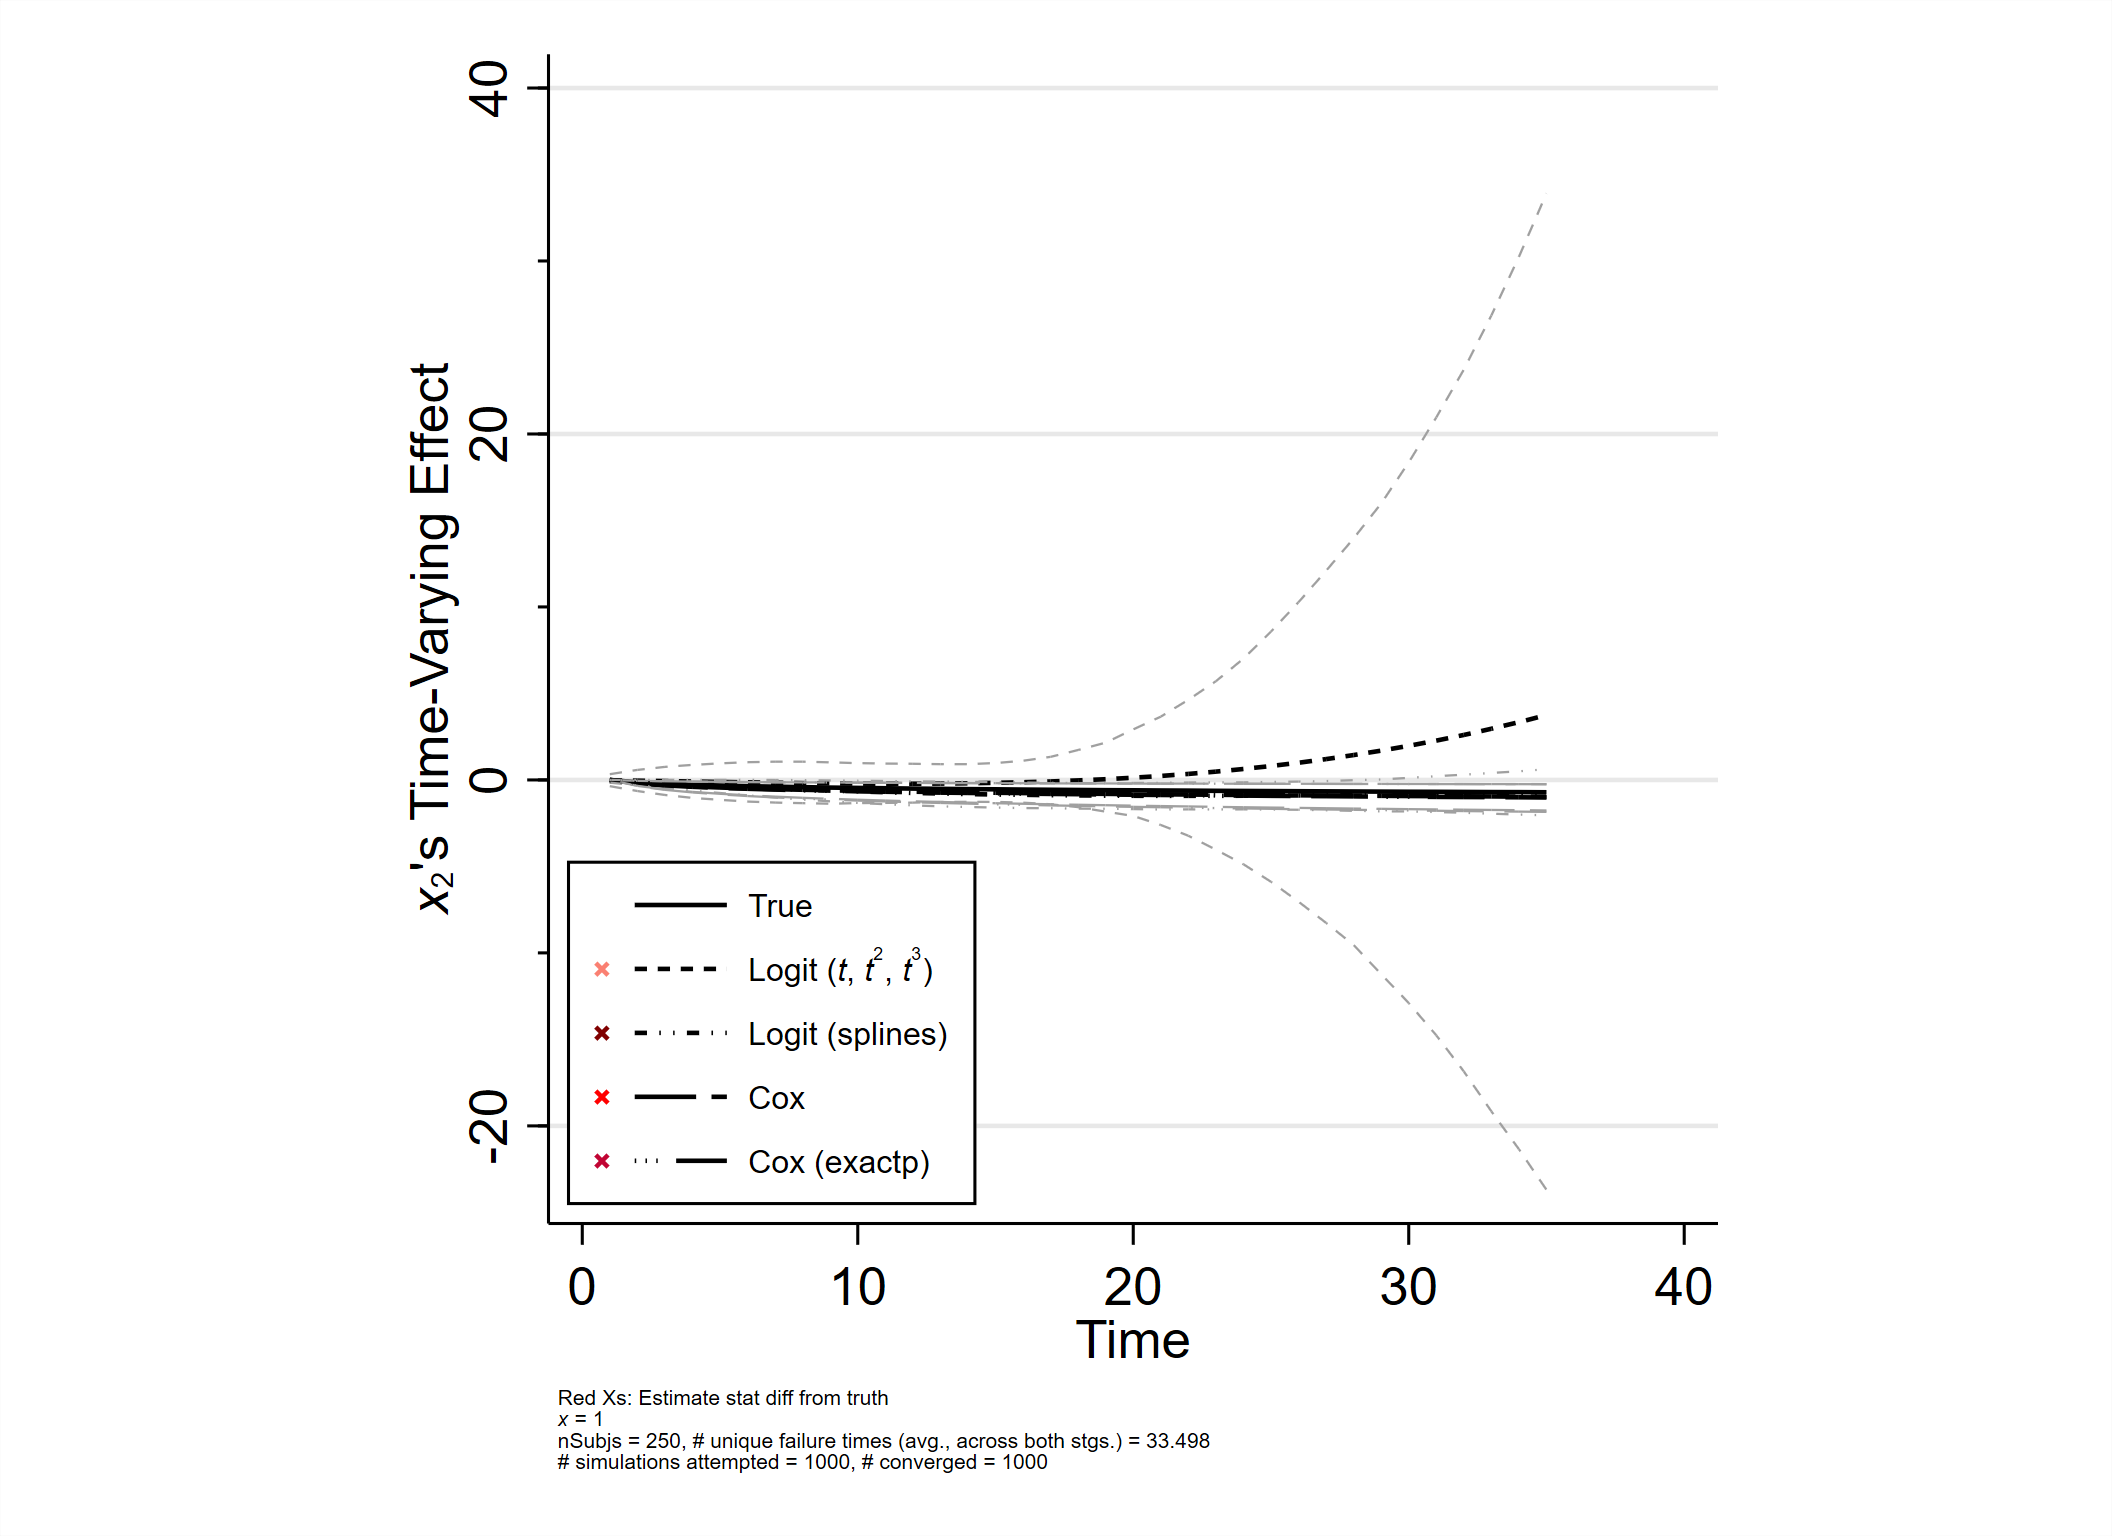 40
20
0
-20
x₂'s Time-Varying Effect
True
Logit (t, t², t³)
Logit (splines)
Cox
Cox (exactp)
0 10 20 30 40
Time
Red Xs: Estimate stat diff from truth
x = 1
nSubjs = 250, # unique failure times (avg., across both stgs.) = 33.498
# simulations attempted = 1000, # converged = 1000